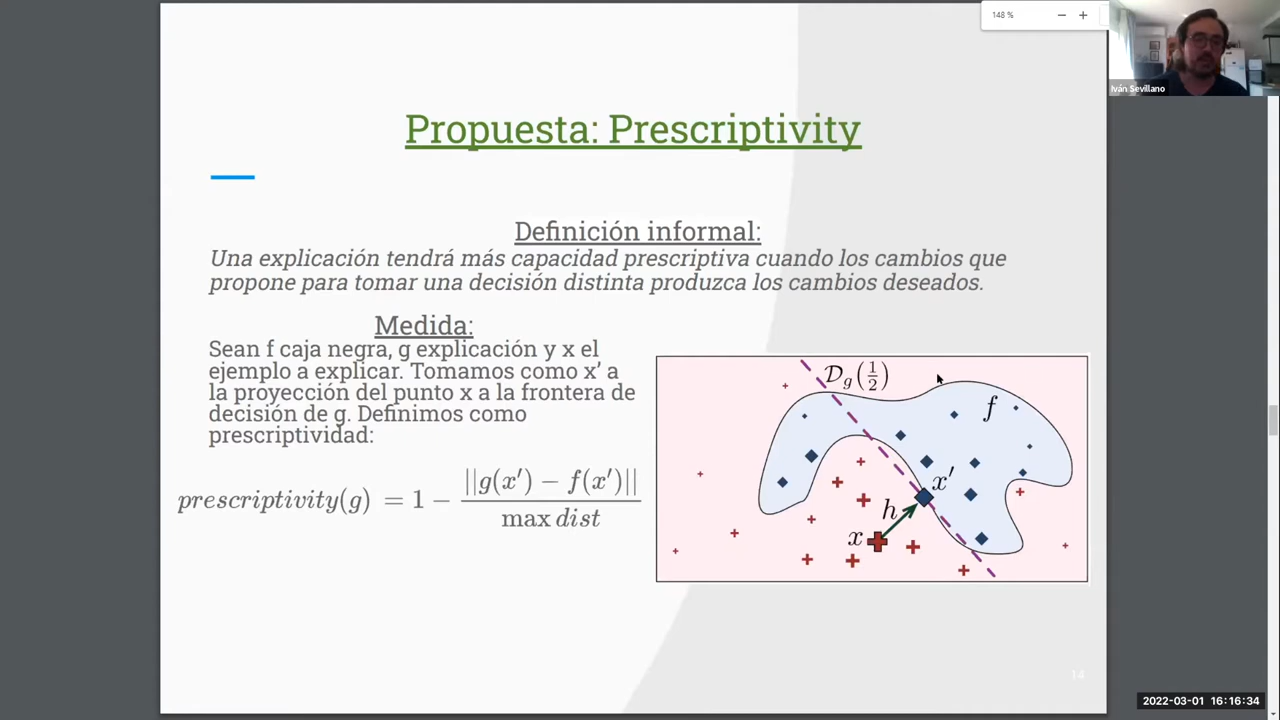 148 %
Iván Sevillano
Propuesta: Prescriptivity
Definición informal:
Una explicación tendrá más capacidad prescriptiva cuando los cambios que
propone para tomar una decisión distinta produzca los cambios deseados.
Medida:
Sean f caja negra, g explicación y x el
ejemplo a explicar. Tomamos como x’ a
la proyección del punto x a la frontera de
decisión de g. Definimos como
prescriptividad:
prescriptivity(g) = 1 − ||g(x′) − f(x′)|| / max dist
𝒟g(1/2)
f
x′
h
x
14
2022-03-01 16:16:34